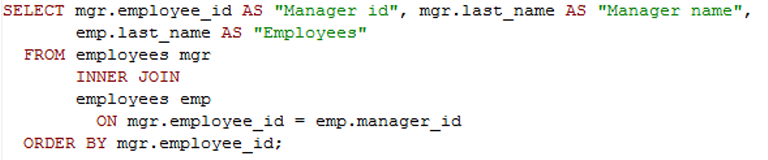 SELECT mgr.employee_id AS "Manager id", mgr.last_name AS "Manager name",
emp.last_name AS "Employees"
FROM employees mgr
INNER JOIN
employees emp
ON mgr.employee_id = emp.manager_id
ORDER BY mgr.employee_id;